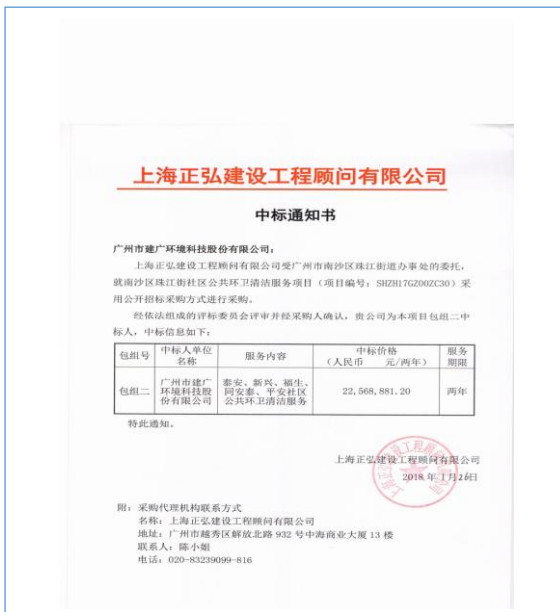 上海正弘建设工程顾问有限公司
中标通知书
广州市建广环境科技股份有限公司：
上海正弘建设工程顾问有限公司受广州市南沙区珠江街道办事处的委托，
就南沙区珠江街社区公共环卫清洁服务项目（项目编号：SHZH17GZ00ZC30）采
用公开招标采购方式进行采购。
经依法组成的评标委员会评审并经采购人确认，贵公司为本项目包组二中
标人，中标信息如下：
包组号 中标人单位名称 服务内容 中标价格（人民币 元/两年） 服务期限
包组二 广州市建广环境科技股份有限公司 泰安、新兴、福生、同安泰、平安社区公共环卫清洁服务 22,568,881.20 两年
特此通知。
上海正弘建设工程顾问有限公司
2018 年 1 月 26 日
附：采购代理机构联系方式
名称：上海正弘建设工程顾问有限公司
地址：广州市越秀区解放北路 932 号中海商业大厦 13 楼
联系人：陈小姐
电话：020-83239099-816